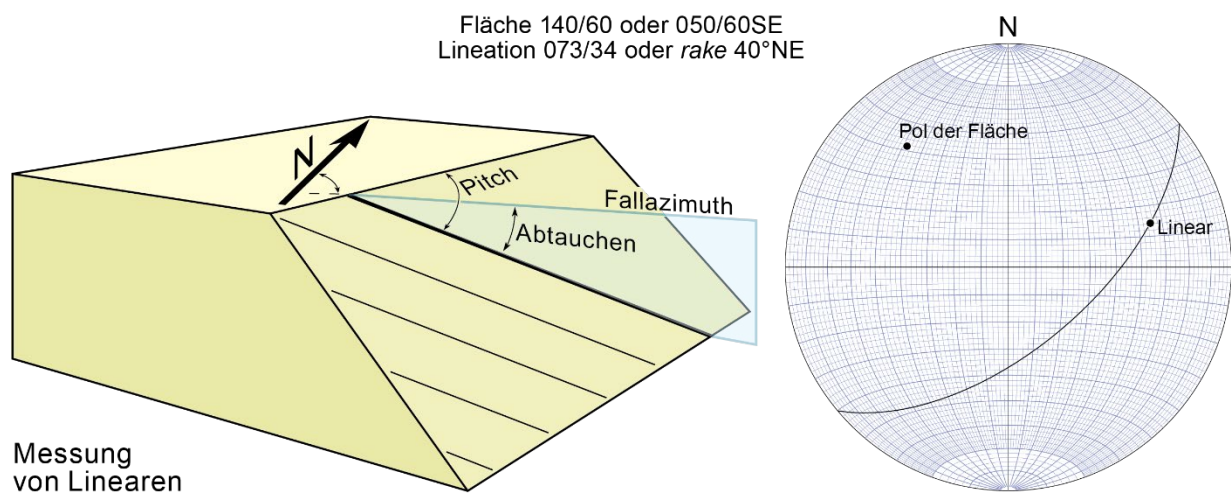 Fläche 140/60 oder 050/60SE
Lineation 073/34 oder rake 40°NE
N
Pitch
Fallazimuth
Abtauchen
Messung
von Linearen
N
Pol der Fläche
Linear